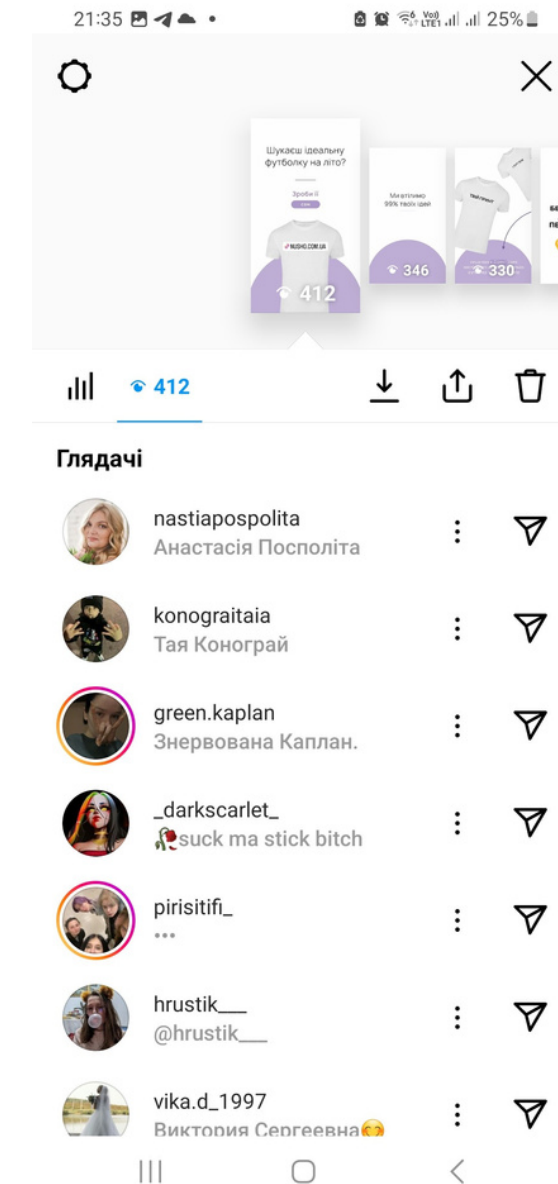 21:35
Vo)) LTE1
25%
Шукаєш ідеальну
футболку на літо?
Зроби її
NUSHO.COM.UA
412
Ми втілимо
99% твоїх ідей
346
330
412
Глядачі
nastiapospolita
Анастасія Посполіта
konograitaia
Тая Конограй
green.kaplan
Знервована Каплан.
_darkscarlet_
🥀suck ma stick bitch
pirisitifi_
•••
hrustik___
@hrustik___
vika.d_1997
Виктория Сергеевна😊